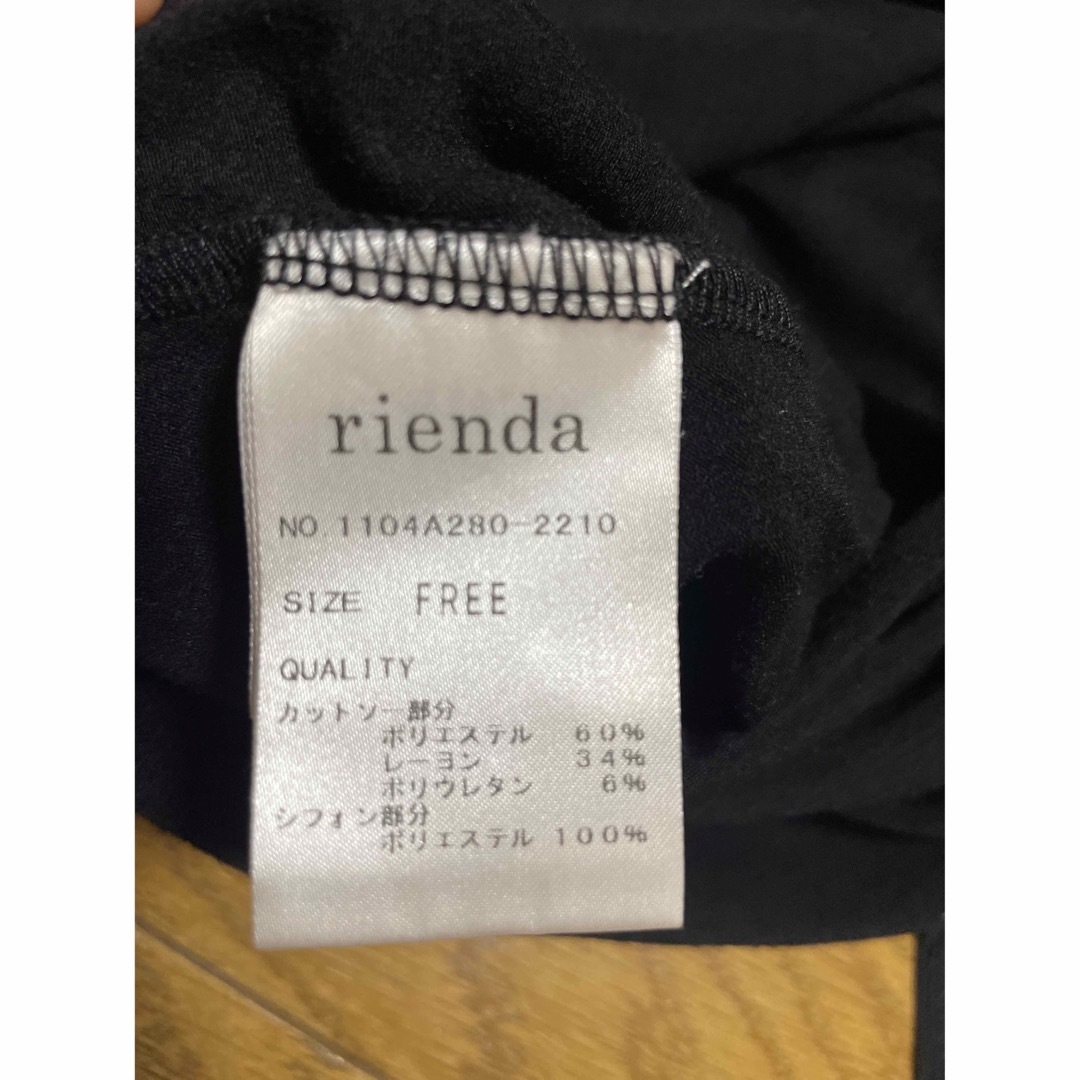 rienda
NO.1104A280-2210
SIZE FREE
QUALITY
カットソー部分
ポリエステル 60%
レーヨン 34%
ポリウレタン 6%
シフォン部分
ポリエステル 100%